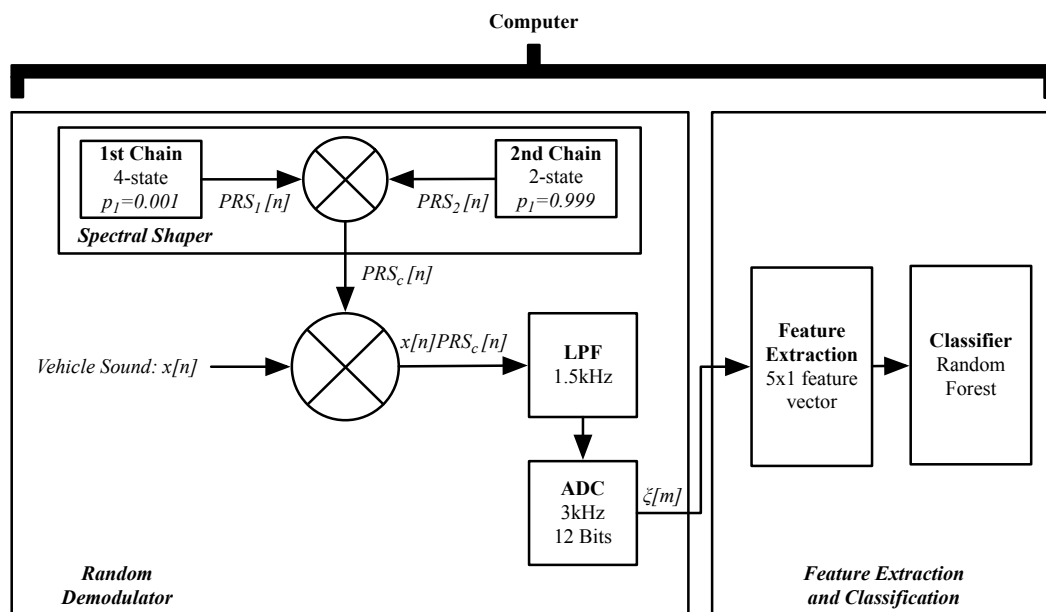 Computer
1st Chain
4-state
p₁=0.001
PRS₁[n]
PRS₂[n]
2nd Chain
2-state
p₁=0.999
Spectral Shaper
PRS_c[n]
Vehicle Sound: x[n]
x[n]PRS_c[n]
LPF
1.5kHz
ADC
3kHz
12 Bits
ξ[m]
Random
Demodulator
Feature
Extraction
5x1 feature
vector
Classifier
Random
Forest
Feature Extraction
and Classification